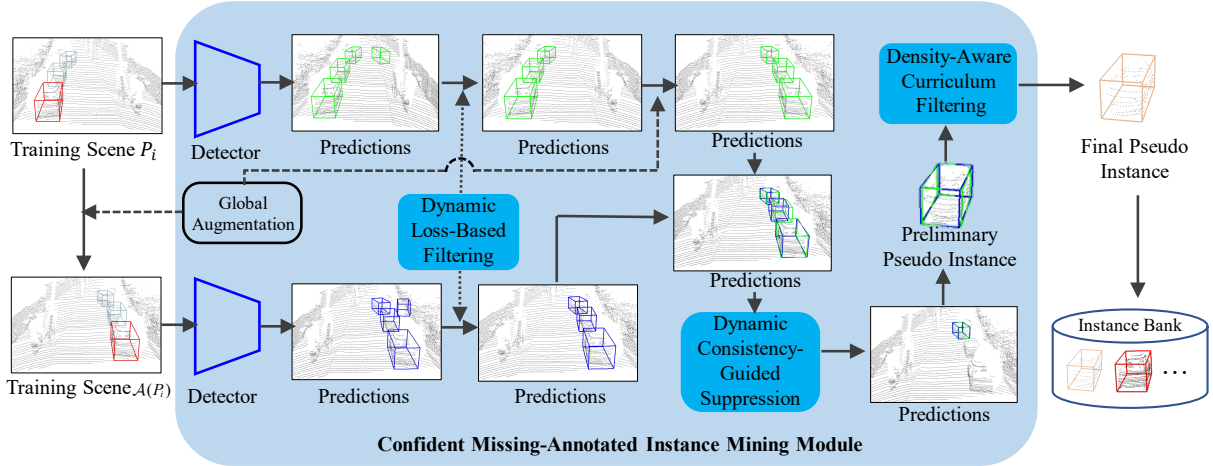 Training Scene P_i
Detector
Predictions
Predictions
Predictions
Density-Aware
Curriculum
Filtering
Final Pseudo
Instance
Global
Augmentation
Dynamic
Loss-Based
Filtering
Predictions
Preliminary
Pseudo Instance
Training Scene 𝒜(P_i)
Detector
Predictions
Predictions
Dynamic
Consistency-
Guided
Suppression
Predictions
Instance Bank
...
Confident Missing-Annotated Instance Mining Module